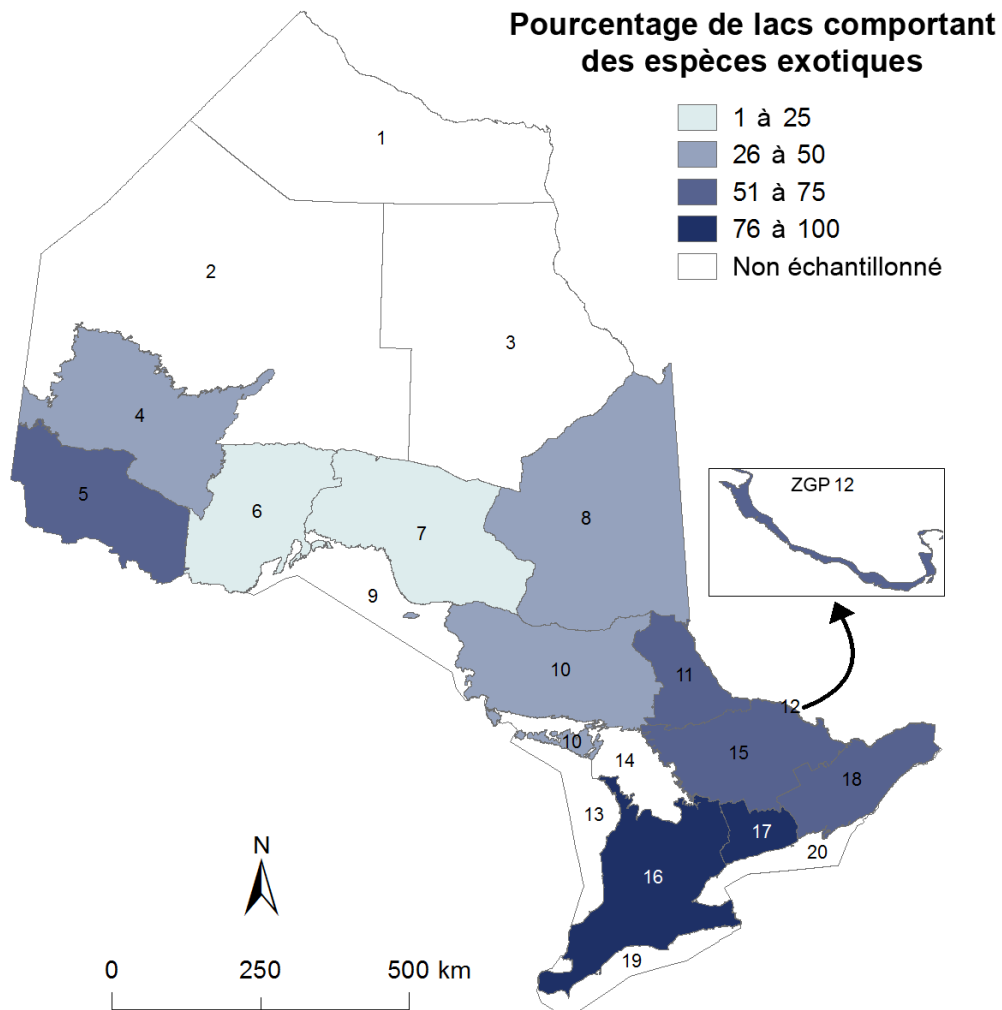 Pourcentage de lacs comportant
des espèces exotiques
1 à 25
26 à 50
51 à 75
76 à 100
Non échantillonné
1
2
3
4
5
6
7
8
ZGP 12
9
10
11
12
10
14
15
18
13
17
20
16
19
N
0 250 500 km